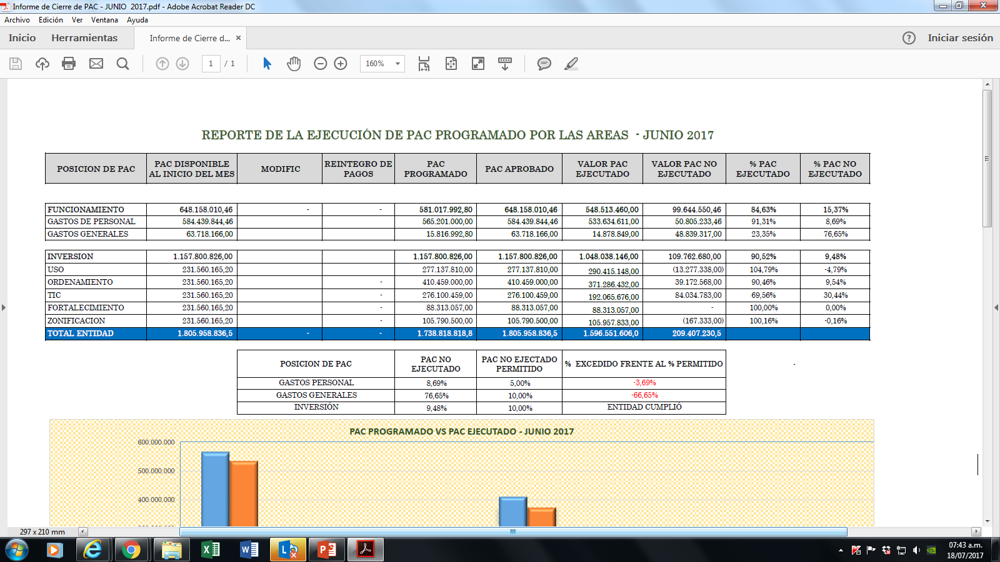 Informe de Cierre de PAC - JUNIO 2017.pdf - Adobe Acrobat Reader DC
Archivo Edición Ver Ventana Ayuda
Inicio Herramientas Informe de Cierre d... × ? Iniciar sesión
1 / 1 160%
REPORTE DE LA EJECUCIÓN DE PAC PROGRAMADO POR LAS AREAS - JUNIO 2017
POSICION DE PAC PAC DISPONIBLE AL INICIO DEL MES MODIFIC REINTEGRO DE PAGOS PAC PROGRAMADO PAC APROBADO VALOR PAC EJECUTADO VALOR PAC NO EJECUTADO % PAC EJECUTADO % PAC NO EJECUTADO
FUNCIONAMIENTO 648.158.010,46 - - 581.017.992,80 648.158.010,46 548.513.460,00 99.644.550,46 84,63% 15,37%
GASTOS DE PERSONAL 584.439.844,46 565.201.000,00 584.439.844,46 533.634.611,00 50.805.233,46 91,31% 8,69%
GASTOS GENERALES 63.718.166,00 15.816.992,80 63.718.166,00 14.878.849,00 48.839.317,00 23,35% 76,65%
INVERSION 1.157.800.826,00 1.157.800.826,00 1.157.800.826,00 1.048.038.146,00 109.762.680,00 90,52% 9,48%
USO 231.560.165,20 277.137.810,00 277.137.810,00 290.415.148,00 (13.277.338,00) 104,79% -4,79%
ORDENAMIENTO 231.560.165,20 - 410.459.000,00 410.459.000,00 371.286.432,00 39.172.568,00 90,46% 9,54%
TIC 231.560.165,20 - 276.100.459,00 276.100.459,00 192.065.676,00 84.034.783,00 69,56% 30,44%
FORTALECIMIENTO 231.560.165,20 - 88.313.057,00 88.313.057,00 88.313.057,00 - 100,00% 0,00%
ZONIFICACION 231.560.165,20 - 105.790.500,00 105.790.500,00 105.957.833,00 (167.333,00) 100,16% -0,16%
TOTAL ENTIDAD 1.805.958.836,5 - - 1.738.818.818,8 1.805.958.836,5 1.596.551.606,0 209.407.230,5
POSICION DE PAC PAC NO EJECUTADO PAC NO EJECTADO PERMITIDO % EXCEDIDO FRENTE AL % PERMITIDO -
GASTOS PERSONAL 8,69% 5,00% -3,69%
GASTOS GENERALES 76,65% 10,00% -66,65%
INVERSIÓN 9,48% 10,00% ENTIDAD CUMPLIÓ
PAC PROGRAMADO VS PAC EJECUTADO - JUNIO 2017
600.000.000
500.000.000
400.000.000
297 x 210 mm
07:43 a.m.
18/07/2017